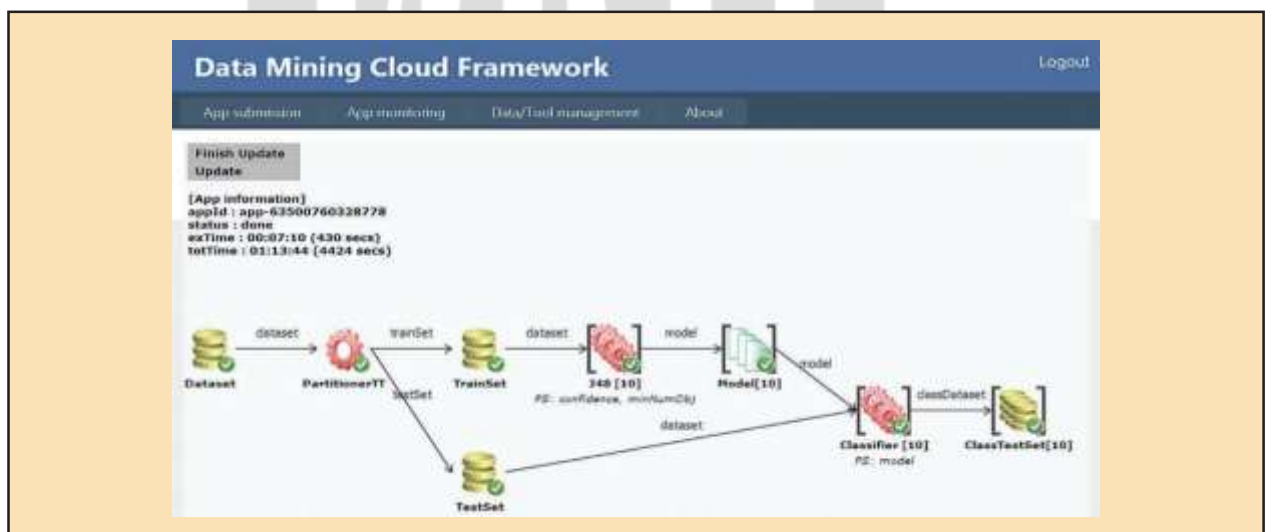 Data Mining Cloud Framework
Logout
App submission App monitoring Data/Tool management About
Finish Update
Update
[App information]
appId : app-63500760328778
status : done
exTime : 00:07:10 (430 secs)
totTime : 01:13:44 (4424 secs)
dataset trainSet dataset model
Dataset PartitionerTT TrainSet J48 [10] Model[10]
PS: confidence, minNumObj
testSet
model
dataset
classDataset
Classifier [10] ClassTestSet[10]
PS: model
TestSet